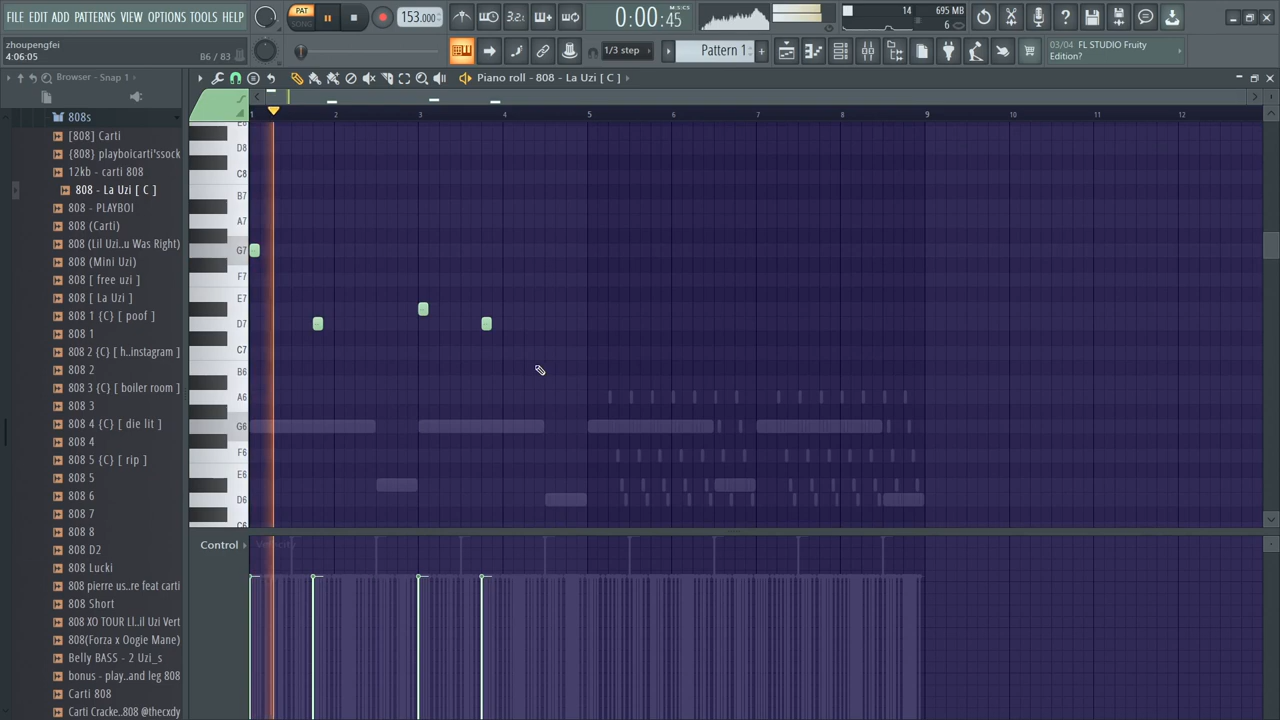 FILE EDIT ADD PATTERNS VIEW OPTIONS TOOLS HELP
zhoupengfei
4:06:05 B6 / 83
PAT
SONG
153.000
3.2.
0:00:45
M:S:CS
14 695 MB
6
1/3 step
Pattern 1
03/04 FL STUDIO Fruity
Edition?
Browser - Snap 1
Piano roll - 808 - La Uzi [ C ]
808s
[808] Carti
{808} playboicarti'ssock
12kb - carti 808
808 - La Uzi [ C ]
808 - PLAYBOI
808 (Carti)
808 (Lil Uzi..u Was Right)
808 (Mini Uzi)
808 [ free uzi ]
808 [ La Uzi ]
808 1 {C} [ poof ]
808 1
808 2 {C} [ h..instagram ]
808 2
808 3 {C} [ boiler room ]
808 3
808 4 {C} [ die lit ]
808 4
808 5 {C} [ rip ]
808 5
808 6
808 7
808 8
808 D2
808 Lucki
808 pierre us..re feat carti
808 Short
808 XO TOUR Ll..il Uzi Vert
808(Forza x Oogie Mane)
Belly BASS - 2 Uzi_s
bonus - play..and leg 808
Carti 808
Carti Cracke..808 @thecxdy
1 2 3 4 5 6 7 8 9 10 11 12
E8
D8
C8
B7
A7
G7
F7
E7
D7
C7
B6
A6
G6
F6
E6
D6
C6
Control Velocity